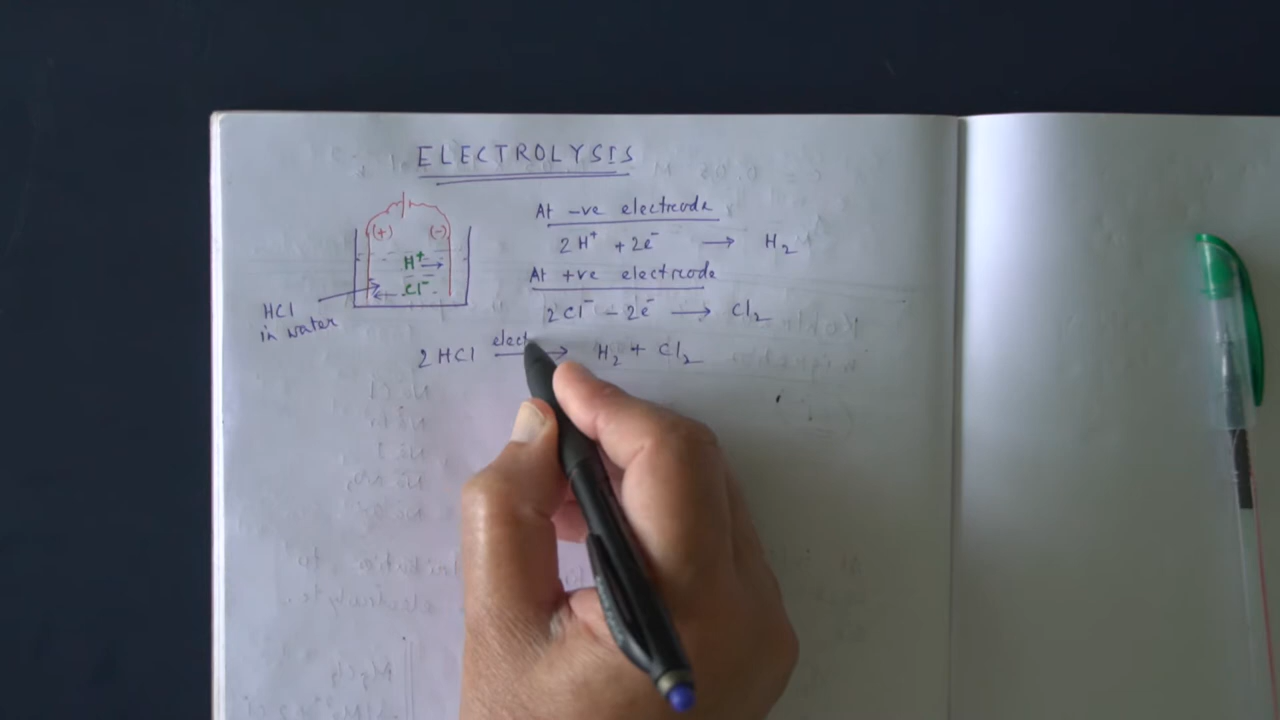 ELECTROLYSIS
(+) (-)
H⁺ →
Cl⁻
HCl
in water
At -ve electrode
2H⁺ + 2e⁻ → H₂
At +ve electrode
2Cl⁻ - 2e⁻ → Cl₂
2HCl elect → H₂ + Cl₂